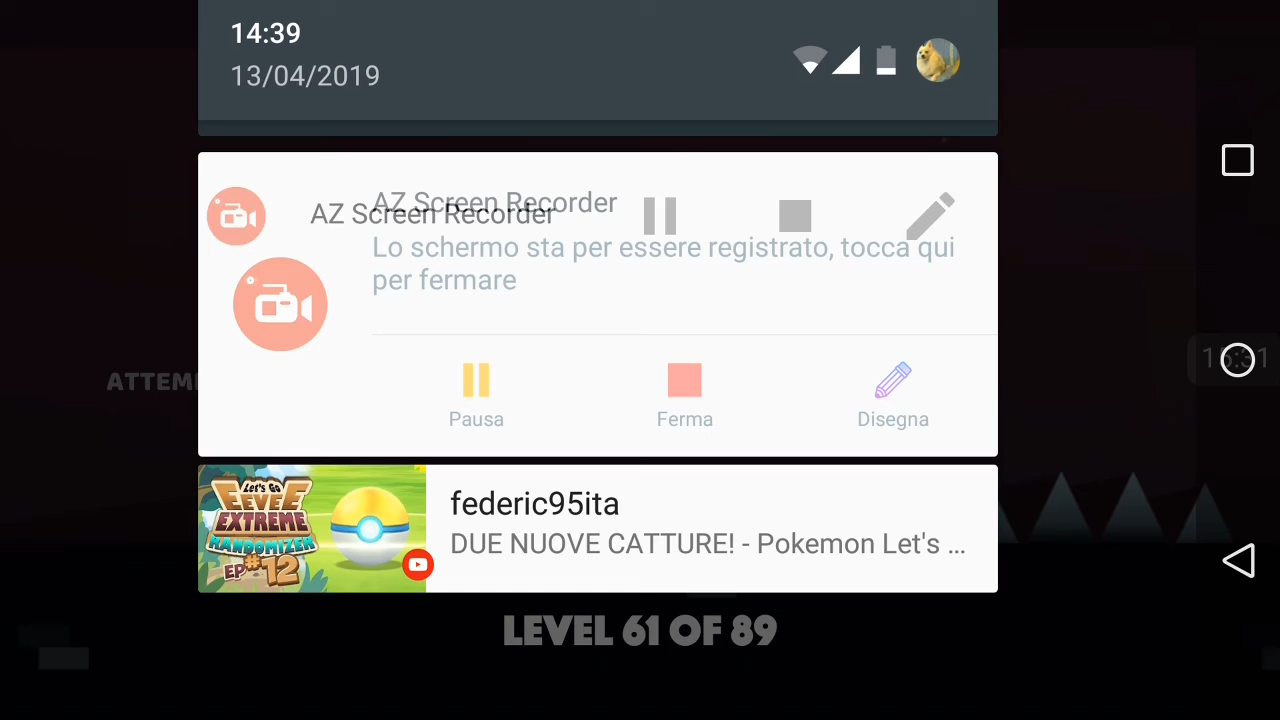 14:39
13/04/2019
AZ Screen Recorder
AZ Screen Recorder
Lo schermo sta per essere registrato, tocca qui
per fermare
Pausa
Ferma
Disegna
Let's Go
EEVEE
EXTREME
RANDOMIZER
EP #12
federic95ita
DUE NUOVE CATTURE! - Pokemon Let's ...
LEVEL 61 OF 89